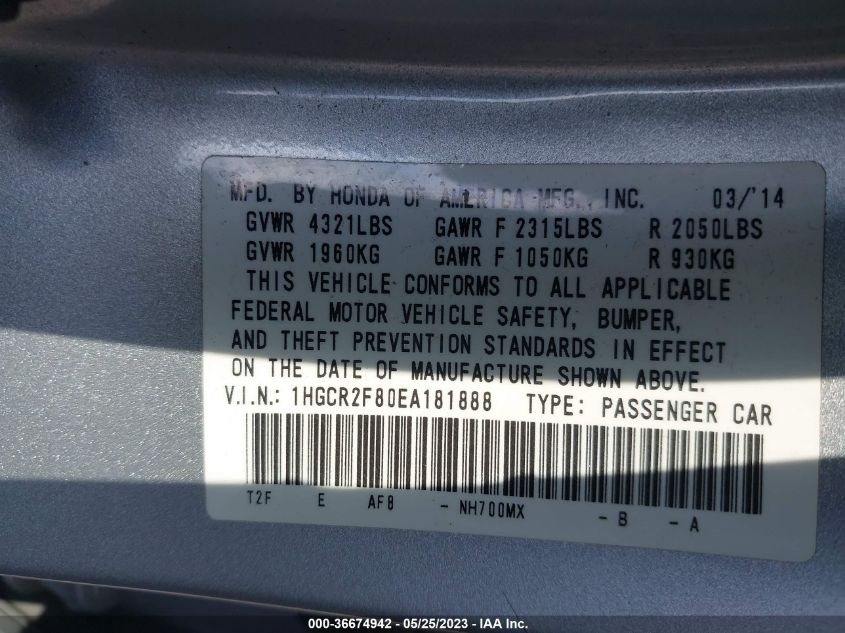 MFD. BY HONDA OF AMERICA MFG., INC. 03/'14
GVWR 4321LBS GAWR F 2315LBS R 2050LBS
GVWR 1960KG GAWR F 1050KG R 930KG
THIS VEHICLE CONFORMS TO ALL APPLICABLE
FEDERAL MOTOR VEHICLE SAFETY, BUMPER,
AND THEFT PREVENTION STANDARDS IN EFFECT
ON THE DATE OF MANUFACTURE SHOWN ABOVE.
V.I.N.: 1HGCR2F80EA181888 TYPE: PASSENGER CAR
T2F E AF8 - NH700MX - B - A
000-36674942 - 05/25/2023 - IAA Inc.